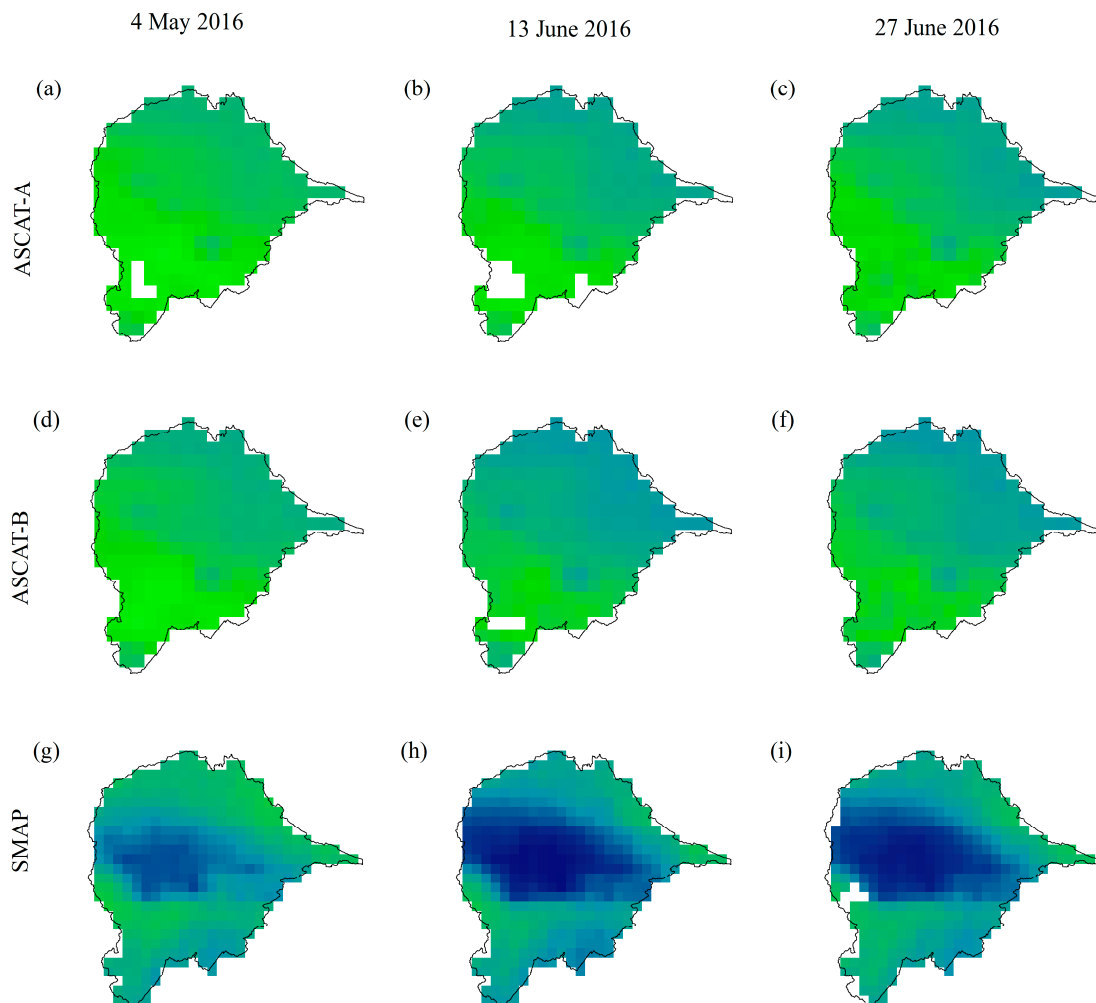 4 May 2016
13 June 2016
27 June 2016
(a)
(b)
(c)
ASCAT-A
(d)
(e)
(f)
ASCAT-B
(g)
(h)
(i)
SMAP